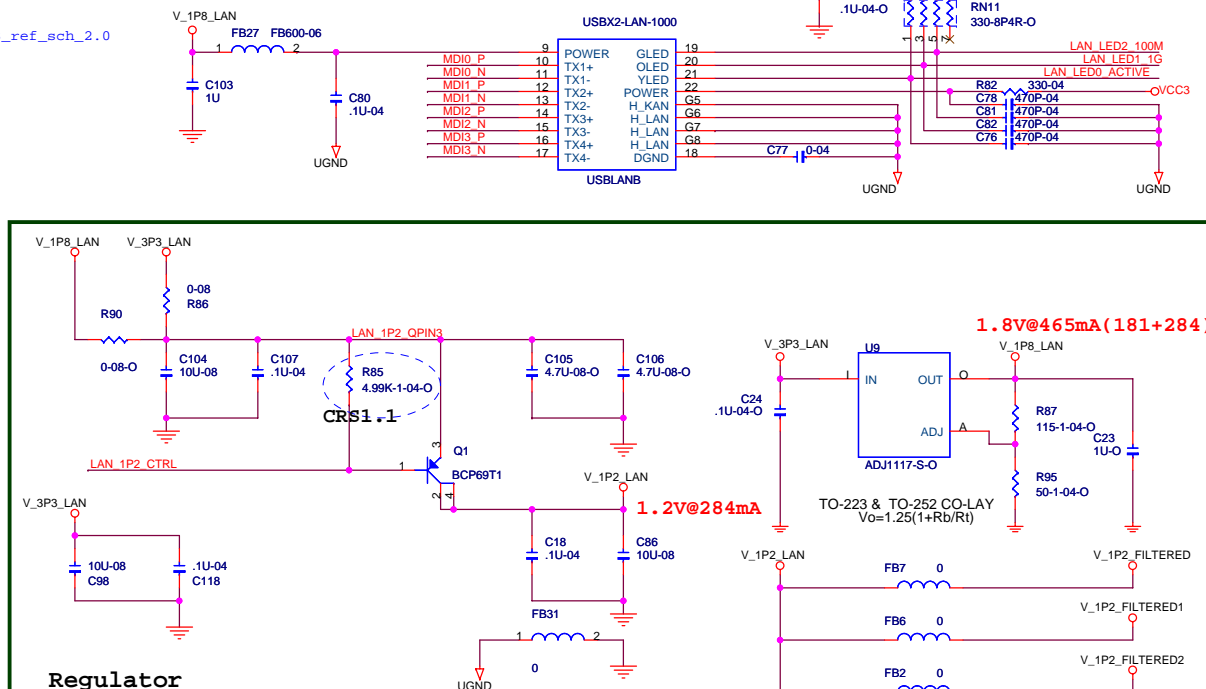 _ref_sch_2.0
V_1P8_LAN
FB27 FB600-06
1 2
C103
1U
C80
.1U-04
UGND
USBX2-LAN-1000
MDI0_P
MDI0_N
MDI1_P
MDI1_N
MDI2_P
MDI2_N
MDI3_P
MDI3_N
9 POWER GLED 19
10 TX1+ OLED 20
11 TX1- YLED 21
12 TX2+ POWER 22
13 TX2- H_KAN G5
14 TX3+ H_LAN G6
15 TX3- H_LAN G7
16 TX4+ H_LAN G8
17 TX4- DGND 18
USBLANB
C77 0-04
UGND
.1U-04-O
RN11
330-8P4R-O
1 3 5 7
LAN_LED2_100M
LAN_LED1_1G
LAN_LED0_ACTIVE
R82 330-04
VCC3
C78 470P-04
C81 470P-04
C82 470P-04
C76 470P-04
UGND
V_1P8_LAN
V_3P3_LAN
0-08
R86
R90
0-08-O
LAN_1P2_QPIN3
C104
10U-08
C107
.1U-04
R85
4.99K-1-04-O
CRS1.1
C105
4.7U-08-O
C106
4.7U-08-O
LAN_1P2_CTRL
1
3
2 4
Q1
BCP69T1
V_1P2_LAN
1.2V@284mA
V_3P3_LAN
10U-08
C98
.1U-04
C118
C18
.1U-04
C86
10U-08
FB31
1 2
0
UGND
Regulator
1.8V@465mA(181+284)
V_3P3_LAN
U9
V_1P8_LAN
I IN OUT O
ADJ A
ADJ1117-S-O
C24
.1U-04-O
R87
115-1-04-O
C23
1U-O
R95
50-1-04-O
TO-223 & TO-252 CO-LAY
Vo=1.25(1+Rb/Rt)
V_1P2_LAN
V_1P2_FILTERED
FB7 0
V_1P2_FILTERED1
FB6 0
V_1P2_FILTERED2
FB2 0